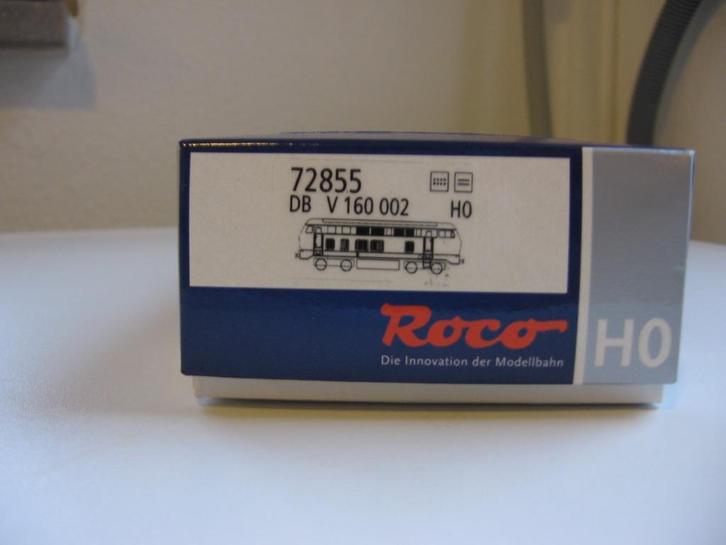 72855
DB V 160 002 H0
Roco
Die Innovation der Modellbahn
H0